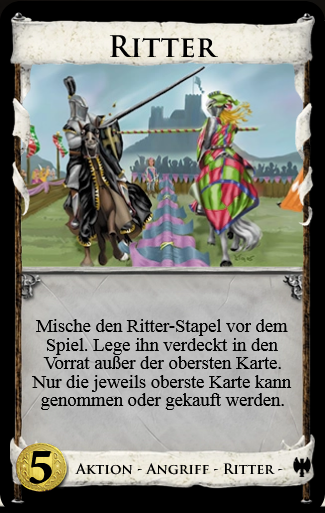 RITTER
Mische den Ritter-Stapel vor dem
Spiel. Lege ihn verdeckt in den
Vorrat außer der obersten Karte.
Nur die jeweils oberste Karte kann
genommen oder gekauft werden.
5 AKTION - ANGRIFF - RITTER -